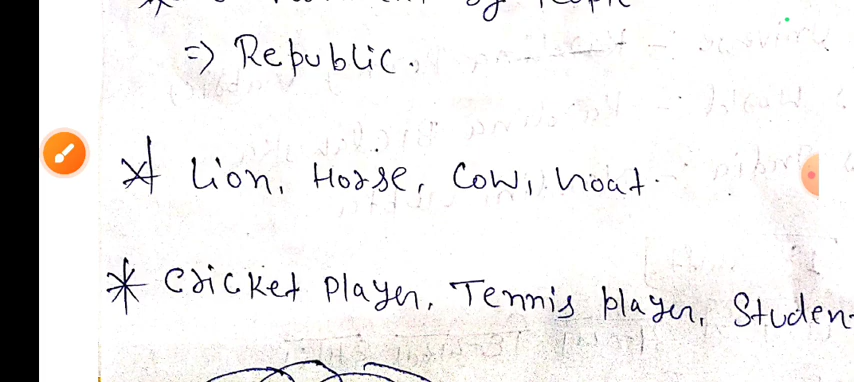 ⇒ Republic.
* Lion, Horse, Cow, Goat.
* Cricket Player, Tennis player, Studen